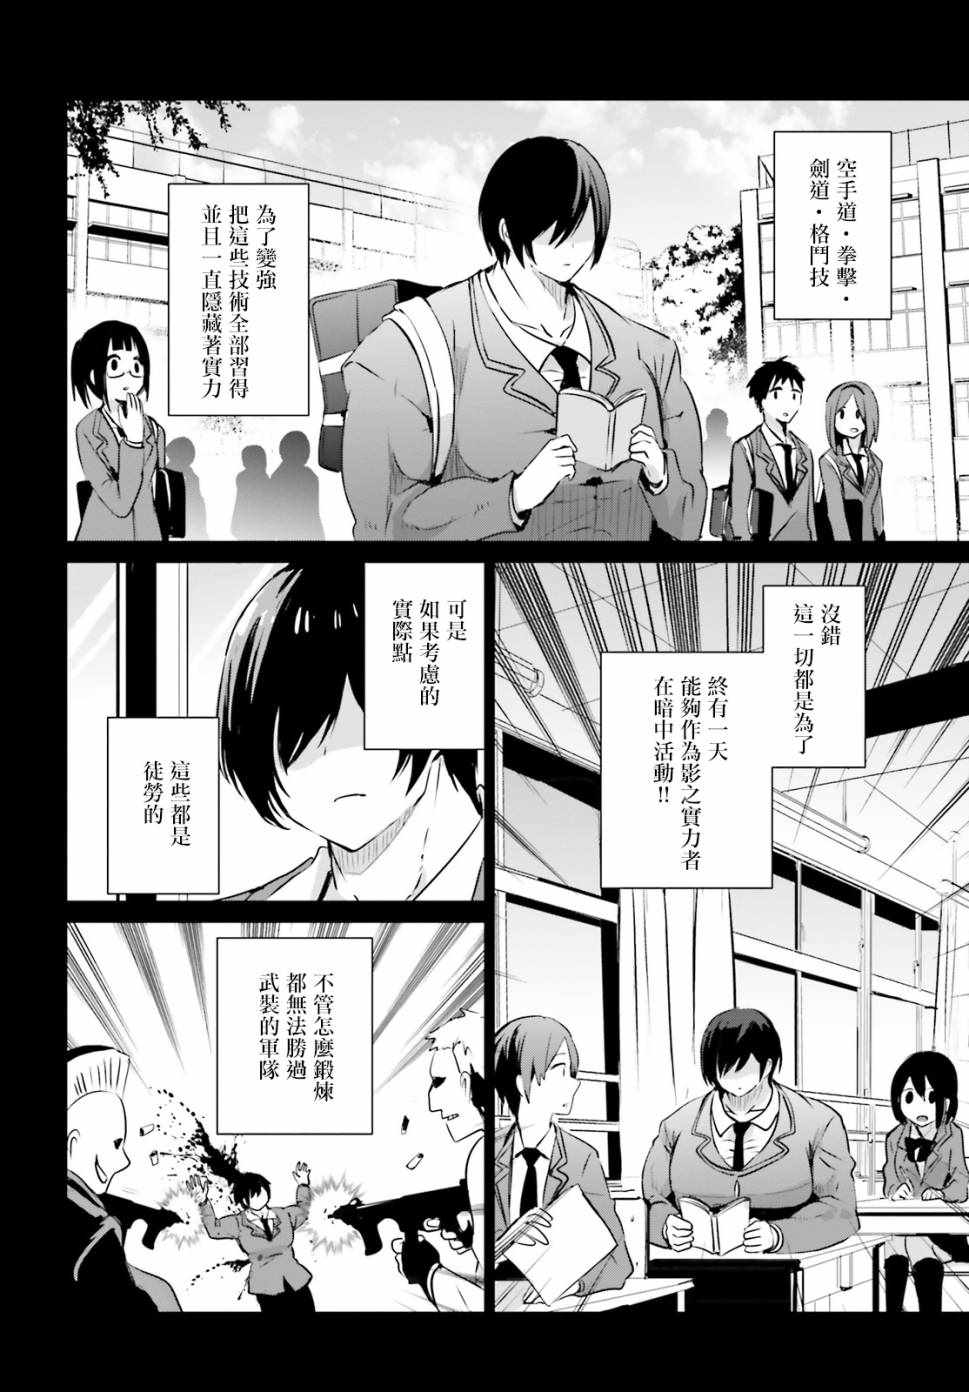 空手道・拳擊・
劍道・格鬥技
為了變強
把這些技術全部習得
並且一直隱藏著實力
沒錯
這一切都是為了
終有一天
能夠作為影之實力者
在暗中活動!!
可是
如果考慮的
實際點
這些都是
徒勞的
不管怎麼鍛煉
都無法勝過
武裝的軍隊